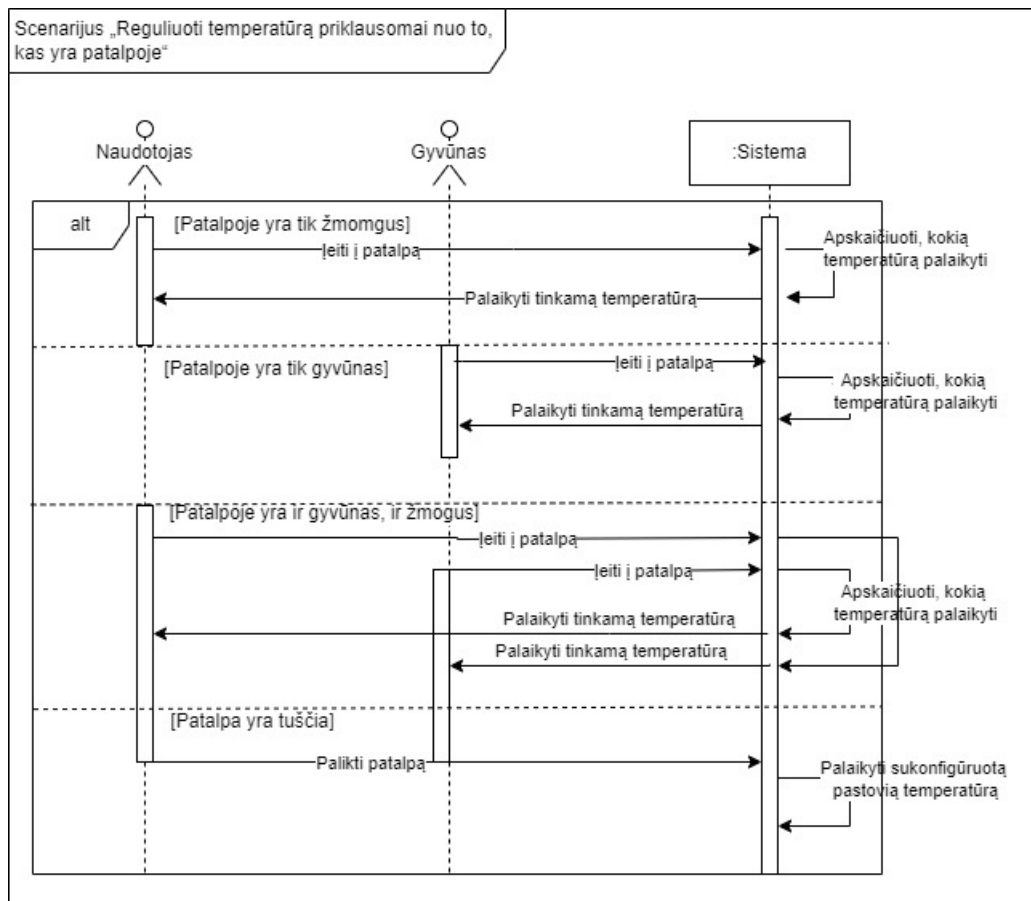 Scenarijus „Reguliuoti temperatūrą priklausomai nuo to,
kas yra patalpoje“
Naudotojas
Gyvūnas
:Sistema
alt
[Patalpoje yra tik žmomgus]
Įeiti į patalpą
Apskaičiuoti, kokią
temperatūrą palaikyti
Palaikyti tinkamą temperatūrą
[Patalpoje yra tik gyvūnas]
Įeiti į patalpą
Apskaičiuoti, kokią
temperatūrą palaikyti
Palaikyti tinkamą temperatūrą
[Patalpoje yra ir gyvūnas, ir žmogus]
Įeiti į patalpą
Įeiti į patalpą
Apskaičiuoti, kokią
temperatūrą palaikyti
Palaikyti tinkamą temperatūrą
Palaikyti tinkamą temperatūrą
[Patalpa yra tuščia]
Palikti patalpą
Palaikyti sukonfigūruotą
pastovią temperatūrą